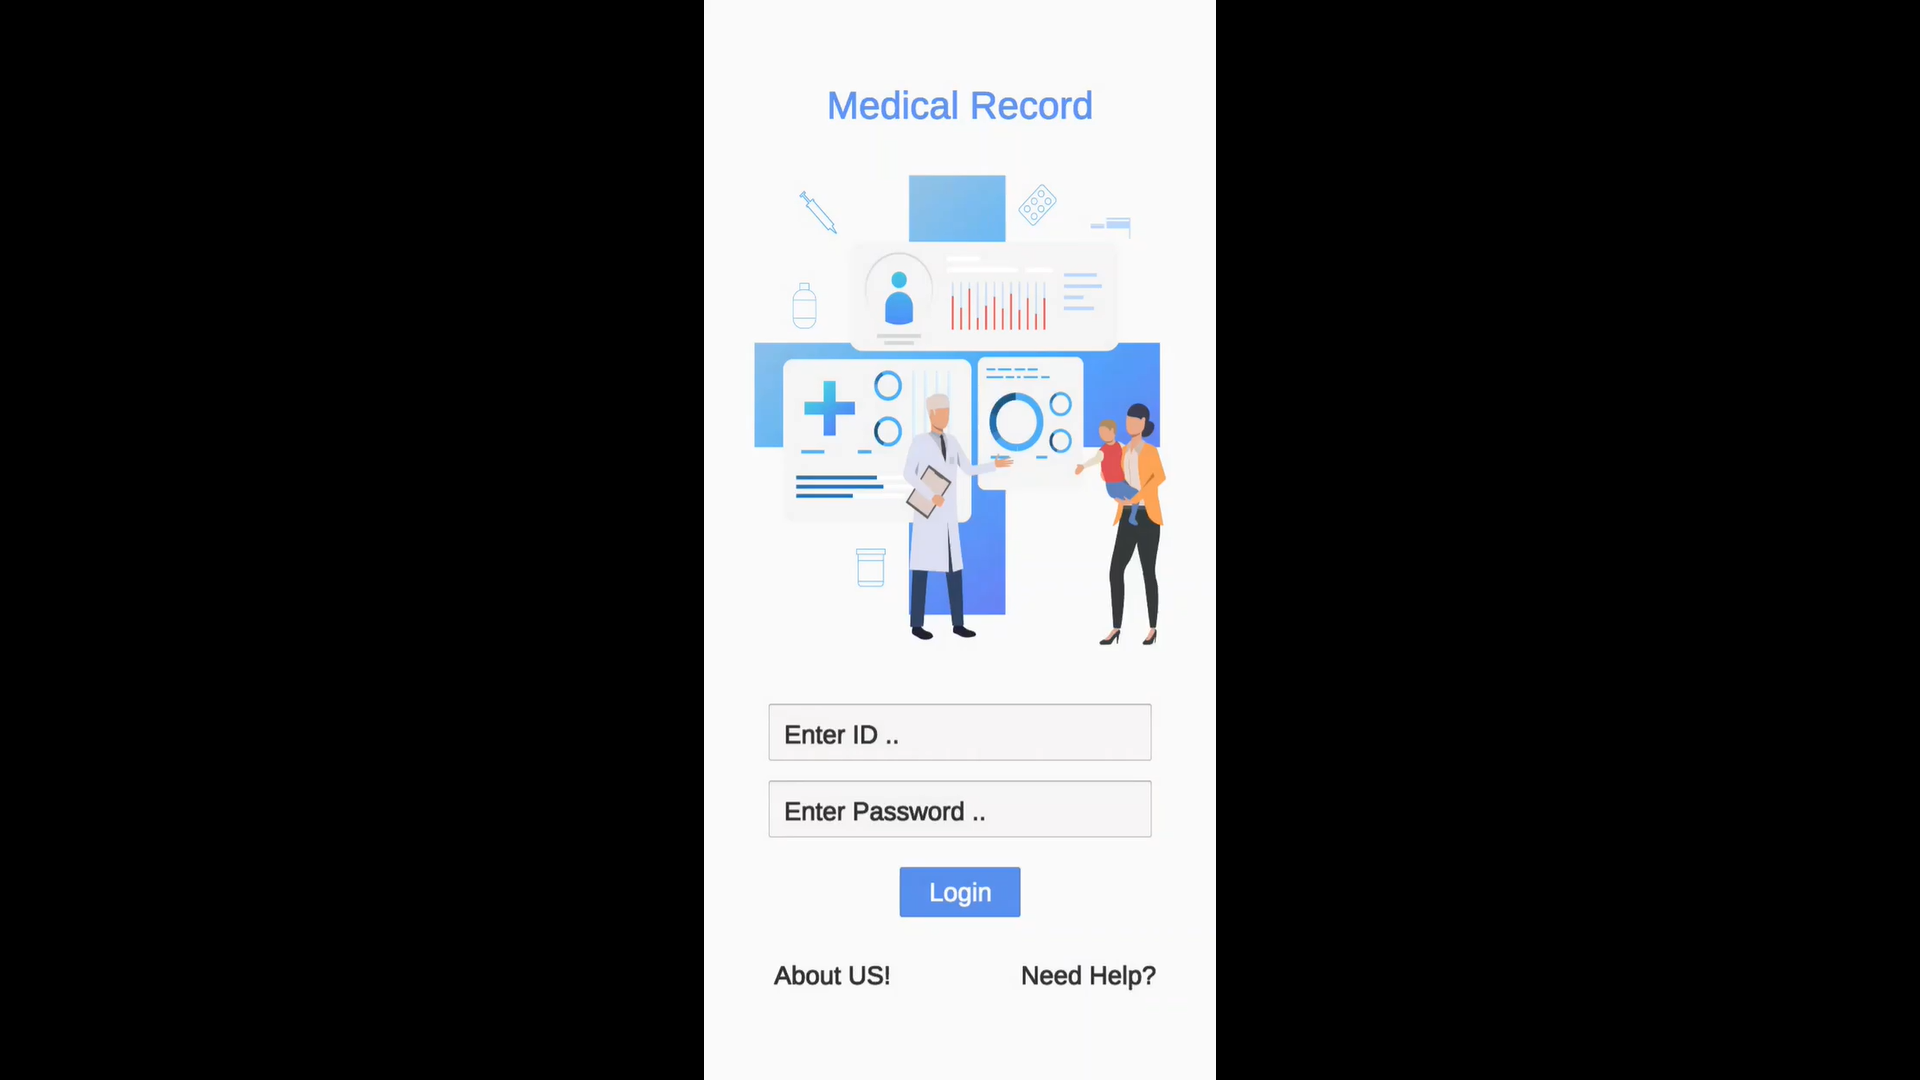 Medical Record
Enter ID ..
Enter Password ..
Login
About US!
Need Help?